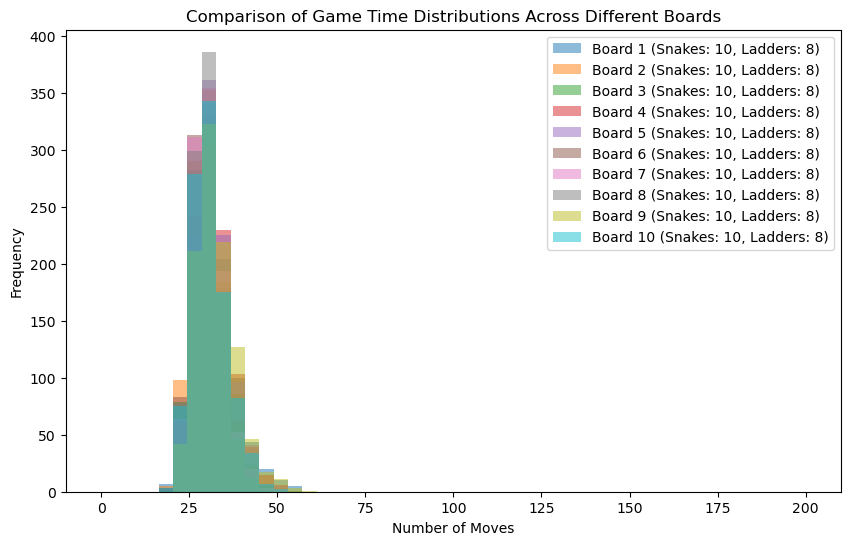 Comparison of Game Time Distributions Across Different Boards
400
350
300
250
200
150
100
50
0
Frequency
0 25 50 75 100 125 150 175 200
Number of Moves
Board 1 (Snakes: 10, Ladders: 8)
Board 2 (Snakes: 10, Ladders: 8)
Board 3 (Snakes: 10, Ladders: 8)
Board 4 (Snakes: 10, Ladders: 8)
Board 5 (Snakes: 10, Ladders: 8)
Board 6 (Snakes: 10, Ladders: 8)
Board 7 (Snakes: 10, Ladders: 8)
Board 8 (Snakes: 10, Ladders: 8)
Board 9 (Snakes: 10, Ladders: 8)
Board 10 (Snakes: 10, Ladders: 8)